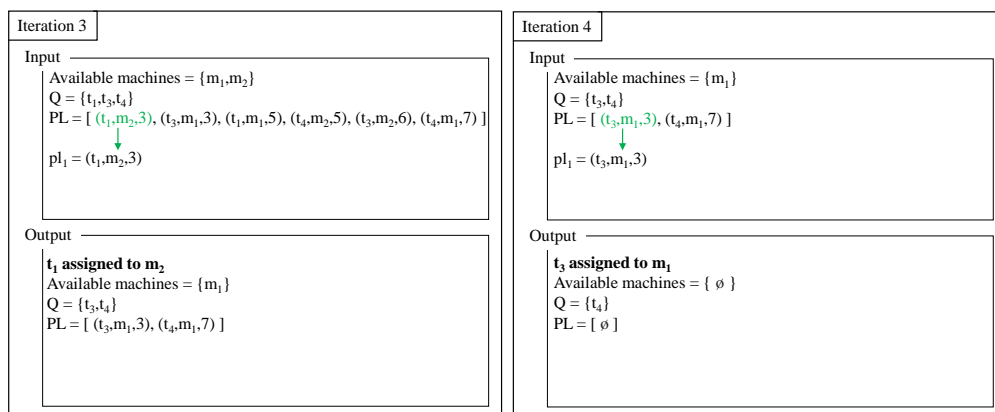 Iteration 3
Input
Available machines = {m₁,m₂}
Q = {t₁,t₃,t₄}
PL = [ (t₁,m₂,3), (t₃,m₁,3), (t₁,m₁,5), (t₄,m₂,5), (t₃,m₂,6), (t₄,m₁,7) ]
pl₁ = (t₁,m₂,3)
Output
t₁ assigned to m₂
Available machines = {m₁}
Q = {t₃,t₄}
PL = [ (t₃,m₁,3), (t₄,m₁,7) ]
Iteration 4
Input
Available machines = {m₁}
Q = {t₃,t₄}
PL = [ (t₃,m₁,3), (t₄,m₁,7) ]
pl₁ = (t₃,m₁,3)
Output
t₃ assigned to m₁
Available machines = { ø }
Q = {t₄}
PL = [ ø ]